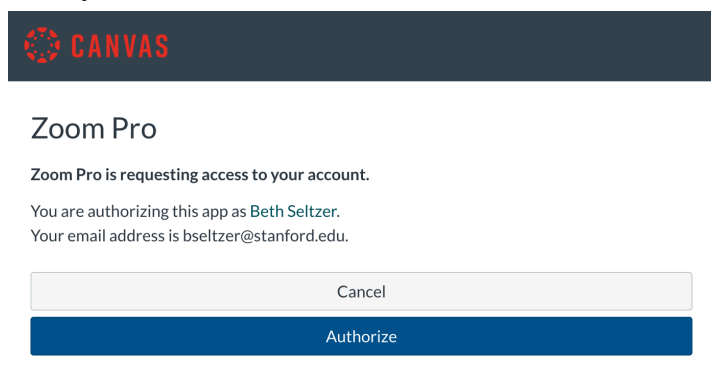 CANVAS
Zoom Pro
Zoom Pro is requesting access to your account.
You are authorizing this app as Beth Seltzer.
Your email address is bseltzer@stanford.edu.
Cancel
Authorize